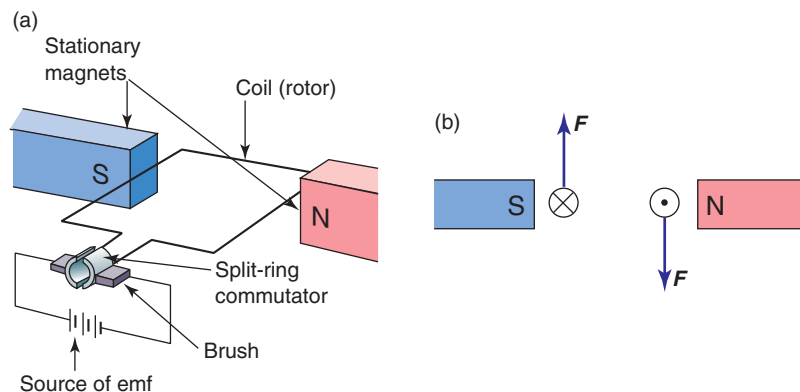 (a)
Stationary
magnets
Coil (rotor)
S
N
Split-ring
commutator
Brush
Source of emf
(b)
F
S
N
F